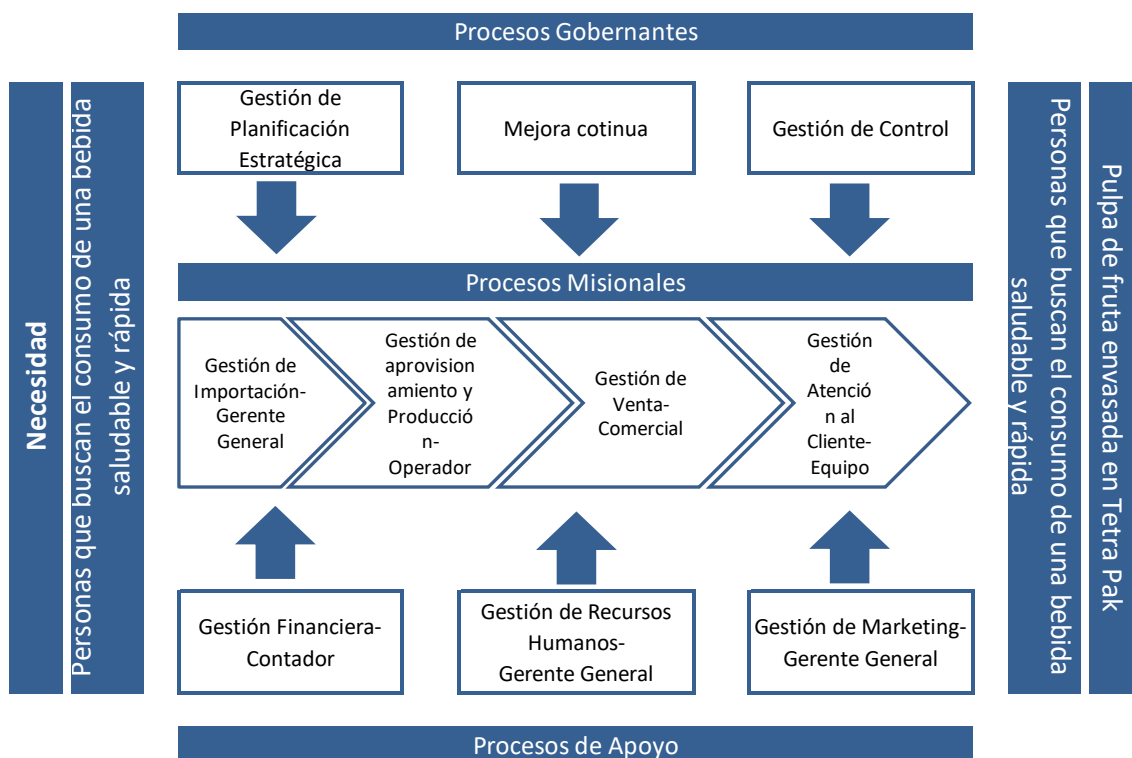 Procesos Gobernantes
Necesidad
Personas que buscan el consumo de una bebida
saludable y rápida
Gestión de
Planificación
Estratégica
Mejora cotinua
Gestión de Control
Procesos Misionales
Gestión de
Importación-
Gerente
General
Gestión de
aprovision
amiento y
Producció
n-
Operador
Gestión de
Venta-
Comercial
Gestión
de
Atenció
n al
Cliente-
Equipo
Gestión Financiera-
Contador
Gestión de Recursos
Humanos-
Gerente General
Gestión de Marketing-
Gerente General
Procesos de Apoyo
Personas que buscan el consumo de una bebida
saludable y rápida
Pulpa de fruta envasada en Tetra Pak